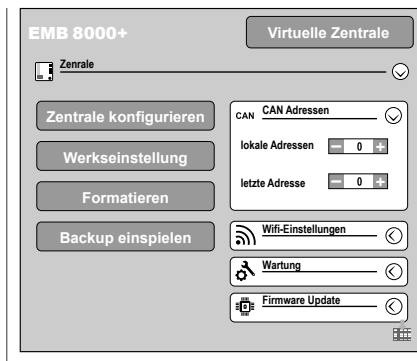 EMB 8000+
Virtuelle Zentrale
Zenrale
Zentrale konfigurieren
Werkseinstellung
Formatieren
Backup einspielen
CAN CAN Adressen
lokale Adressen 0
letzte Adresse 0
Wifi-Einstellungen
Wartung
Firmware Update